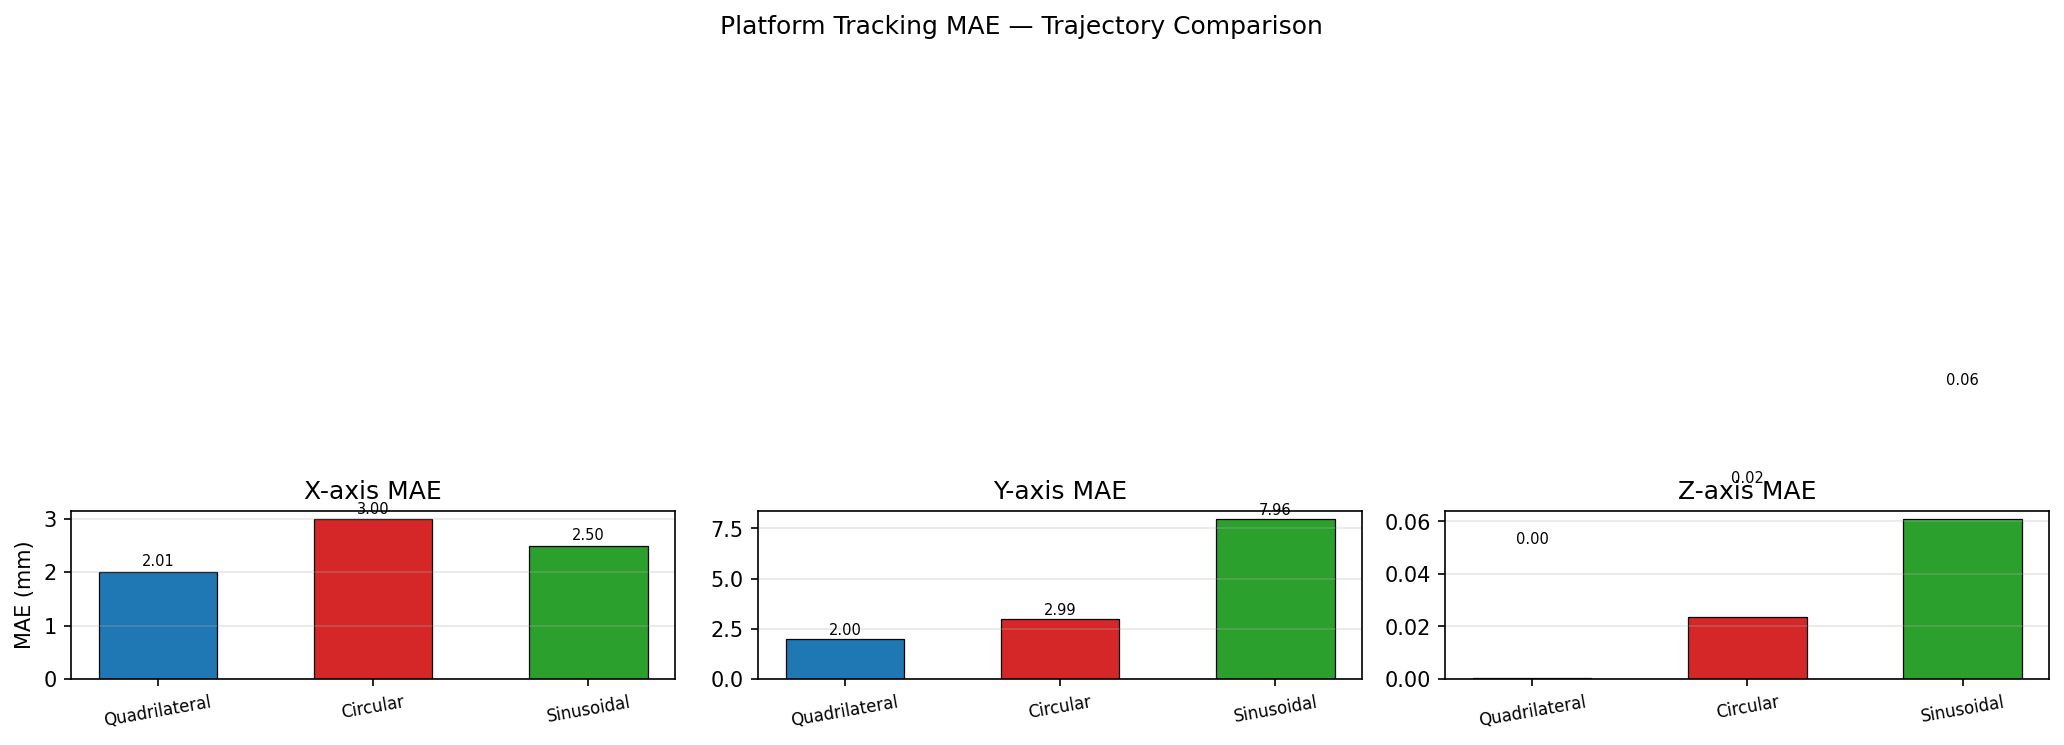 Platform Tracking MAE — Trajectory Comparison
X-axis MAE
MAE (mm)
3
2
1
0
2.01
3.00
2.50
Quadrilateral
Circular
Sinusoidal
Y-axis MAE
7.5
5.0
2.5
0.0
2.00
2.99
7.96
Quadrilateral
Circular
Sinusoidal
Z-axis MAE
0.06
0.04
0.02
0.00
0.00
0.02
0.06
Quadrilateral
Circular
Sinusoidal